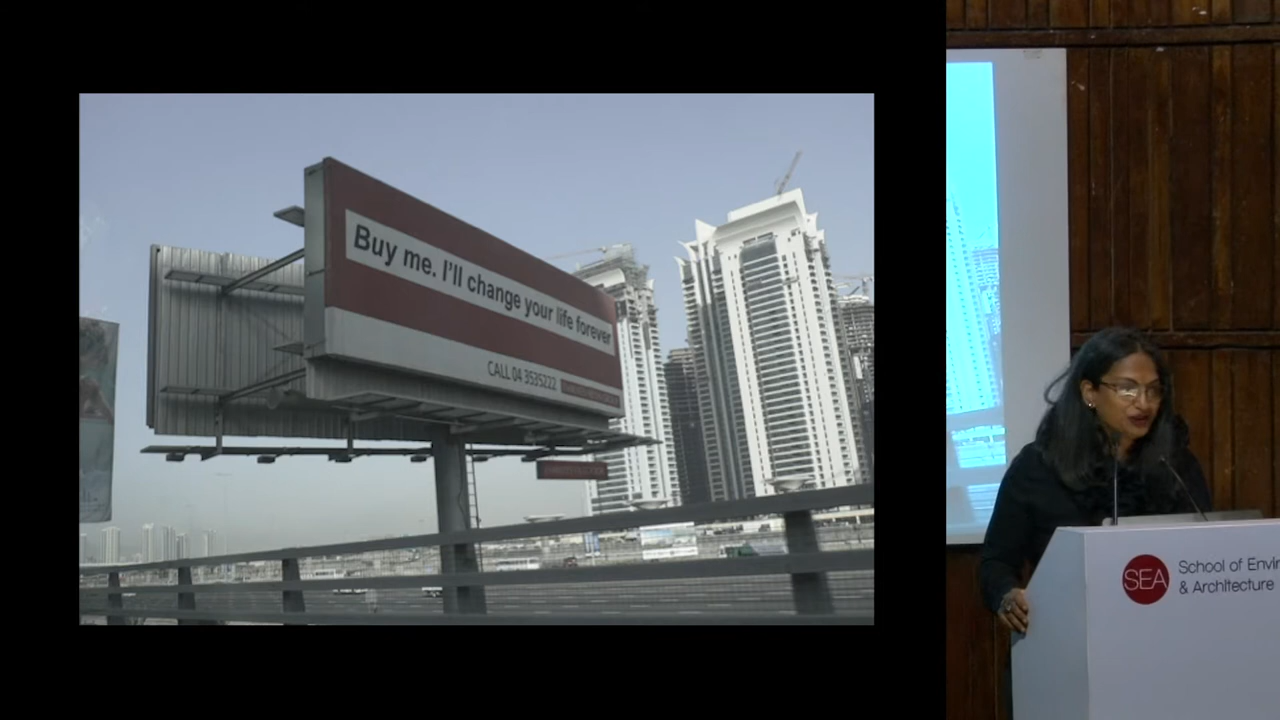 Buy me. I'll change your life forever
CALL 04 3535222
SEA
School of Envir
& Architecture